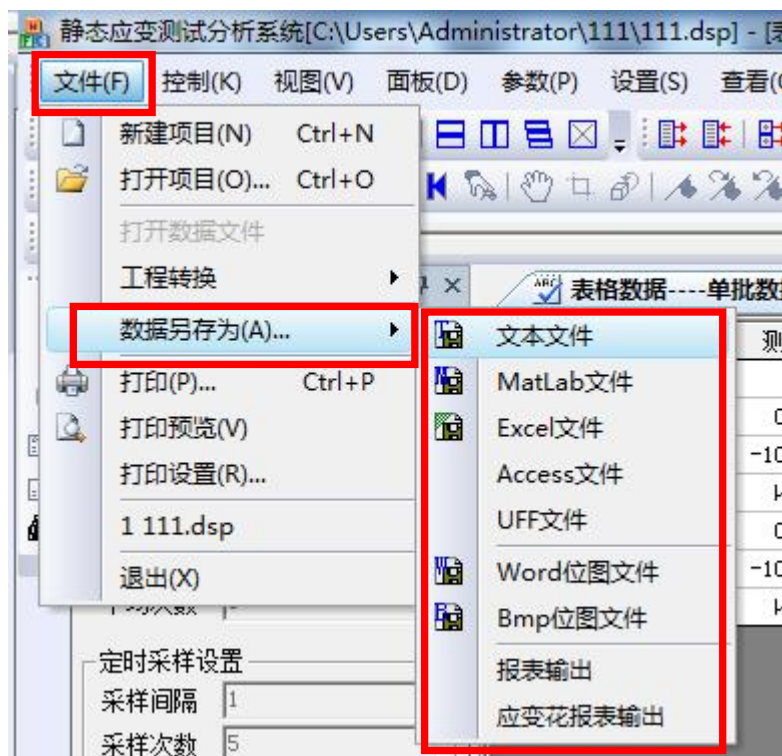 静态应变测试分析系统[C:\Users\Administrator\111\111.dsp] - [
文件(F) 控制(K) 视图(V) 面板(D) 参数(P) 设置(S) 查看(
新建项目(N) Ctrl+N
打开项目(O)... Ctrl+O
打开数据文件
工程转换
表格数据----单批数
数据另存为(A)...
文本文件
打印(P)... Ctrl+P
MatLab文件
打印预览(V)
Excel文件
打印设置(R)...
Access文件
-10
1 111.dsp
UFF文件
退出(X)
Word位图文件
-10
Bmp位图文件
定时采样设置
报表输出
采样间隔 1
应变花报表输出
采样次数 5